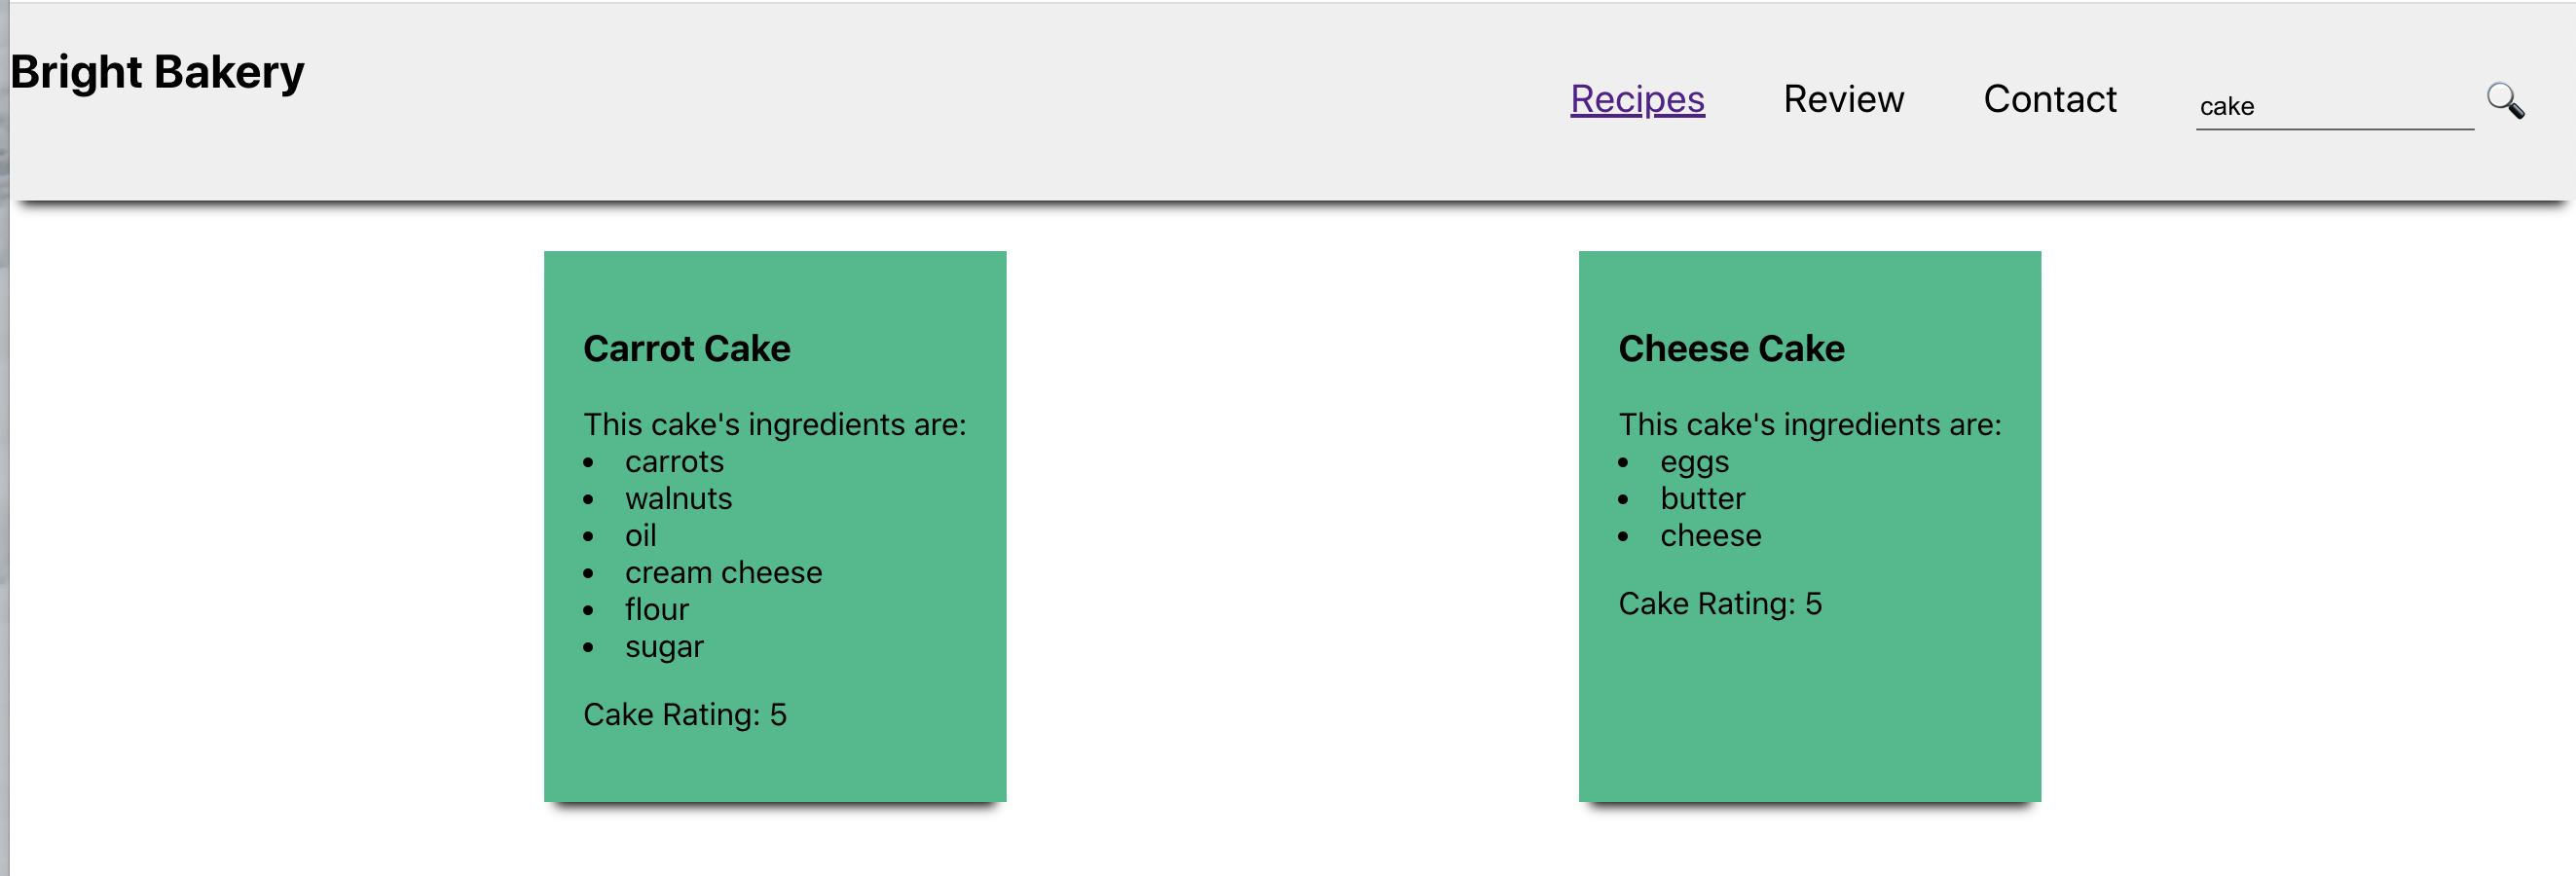 Bright Bakery
Recipes Review Contact cake
Carrot Cake
This cake's ingredients are:
• carrots
• walnuts
• oil
• cream cheese
• flour
• sugar
Cake Rating: 5
Cheese Cake
This cake's ingredients are:
• eggs
• butter
• cheese
Cake Rating: 5